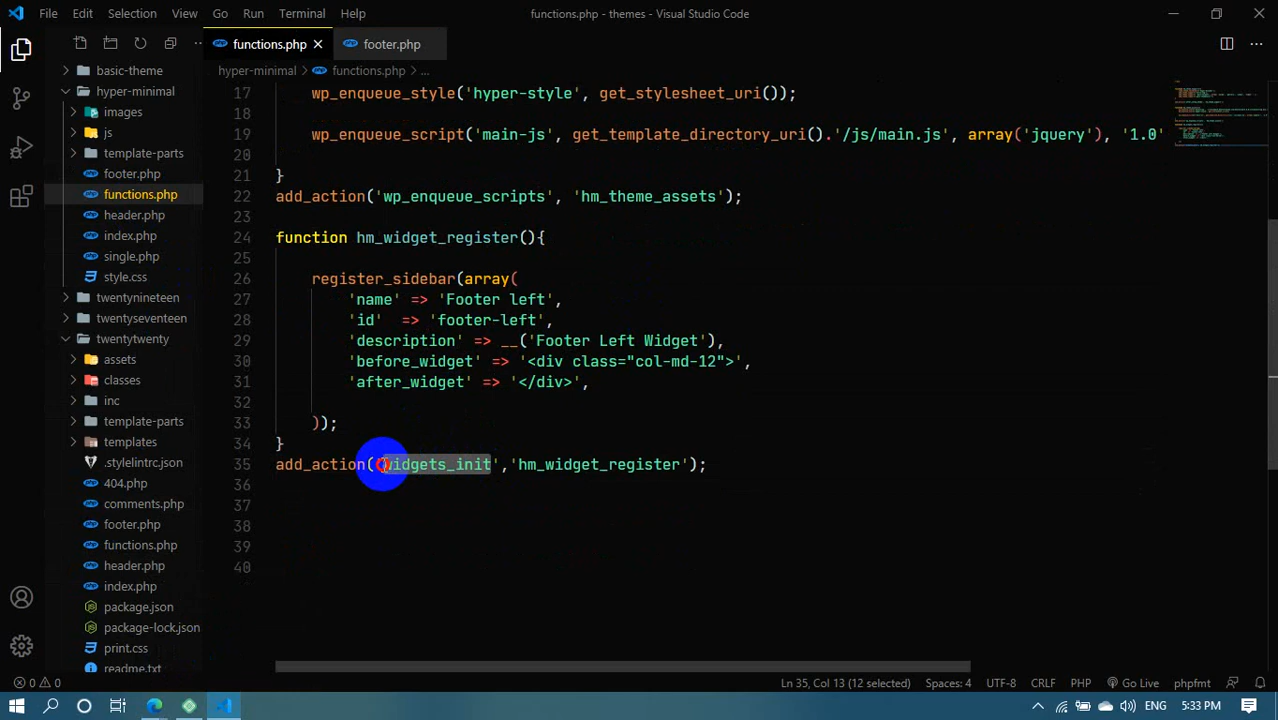 File Edit Selection View Go Run Terminal Help
functions.php - themes - Visual Studio Code
functions.php
footer.php
hyper-minimal > functions.php > ...
basic-theme
hyper-minimal
images
js
template-parts
footer.php
functions.php
header.php
index.php
single.php
style.css
twentynineteen
twentyseventeen
twentytwenty
assets
classes
inc
template-parts
templates
.stylelintrc.json
404.php
comments.php
footer.php
functions.php
header.php
index.php
package.json
package-lock.json
print.css
readme.txt
17 wp_enqueue_style('hyper-style', get_stylesheet_uri());
18
19 wp_enqueue_script('main-js', get_template_directory_uri().'/js/main.js', array('jquery'), '1.0'
20
21 }
22 add_action('wp_enqueue_scripts', 'hm_theme_assets');
23
24 function hm_widget_register(){
25
26 register_sidebar(array(
27 'name' => 'Footer left',
28 'id' => 'footer-left',
29 'description' => __('Footer Left Widget'),
30 'before_widget' => '<div class="col-md-12">',
31 'after_widget' => '</div>',
32
33 ));
34 }
35 add_action('widgets_init','hm_widget_register');
36
37
38
39
40
0 0
Ln 35, Col 13 (12 selected) Spaces: 4 UTF-8 CRLF PHP Go Live phpfmt
ENG 5:33 PM